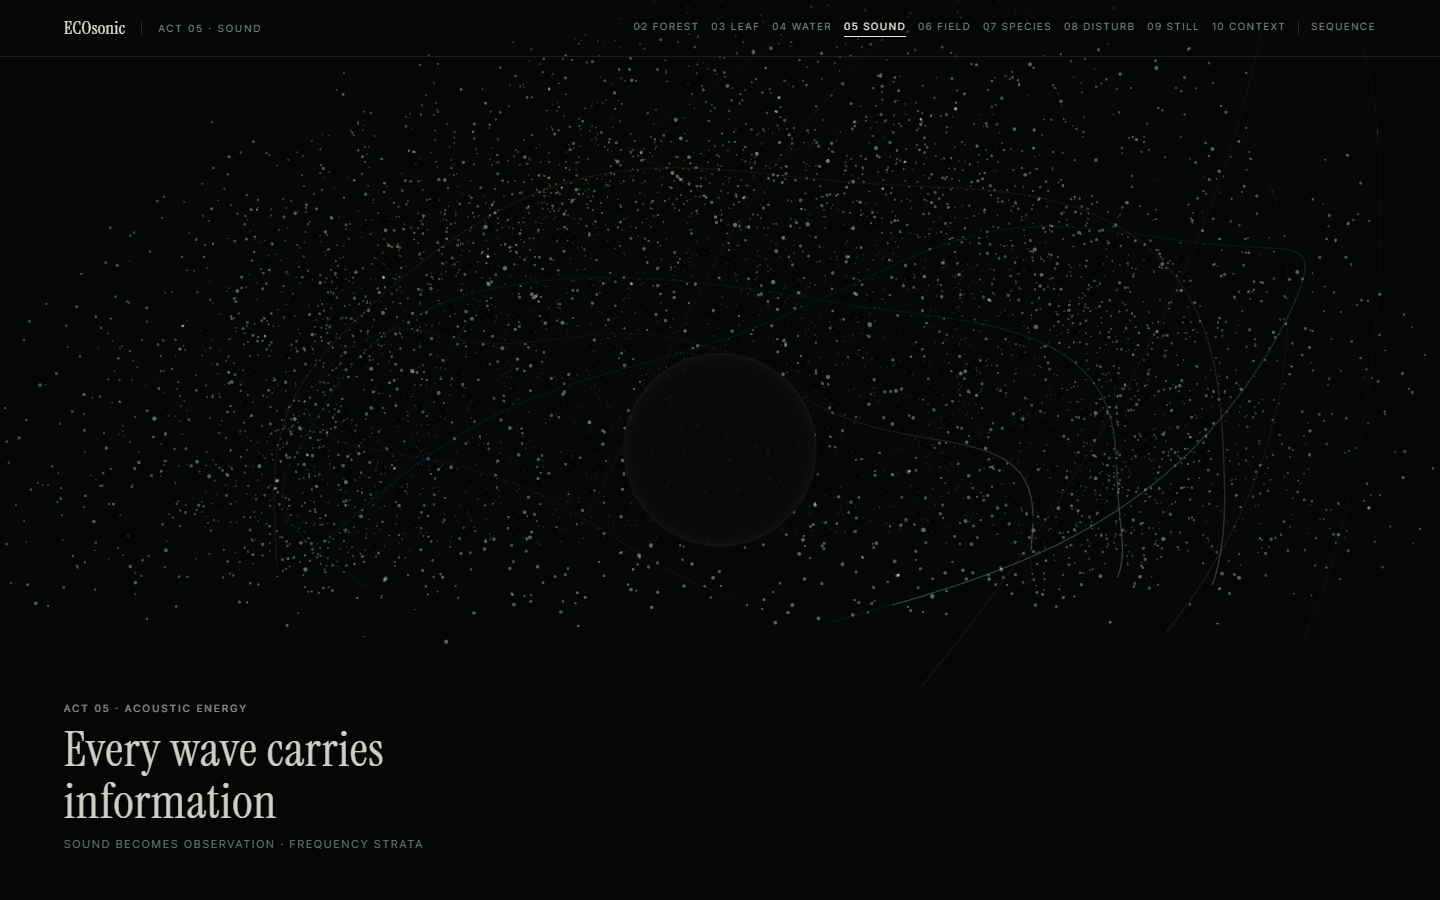 ECOsonic
ACT 05 · SOUND
02 FOREST 03 LEAF 04 WATER 05 SOUND 06 FIELD 07 SPECIES 08 DISTURB 09 STILL 10 CONTEXT SEQUENCE
ACT 05 · ACOUSTIC ENERGY
Every wave carries
information
SOUND BECOMES OBSERVATION · FREQUENCY STRATA